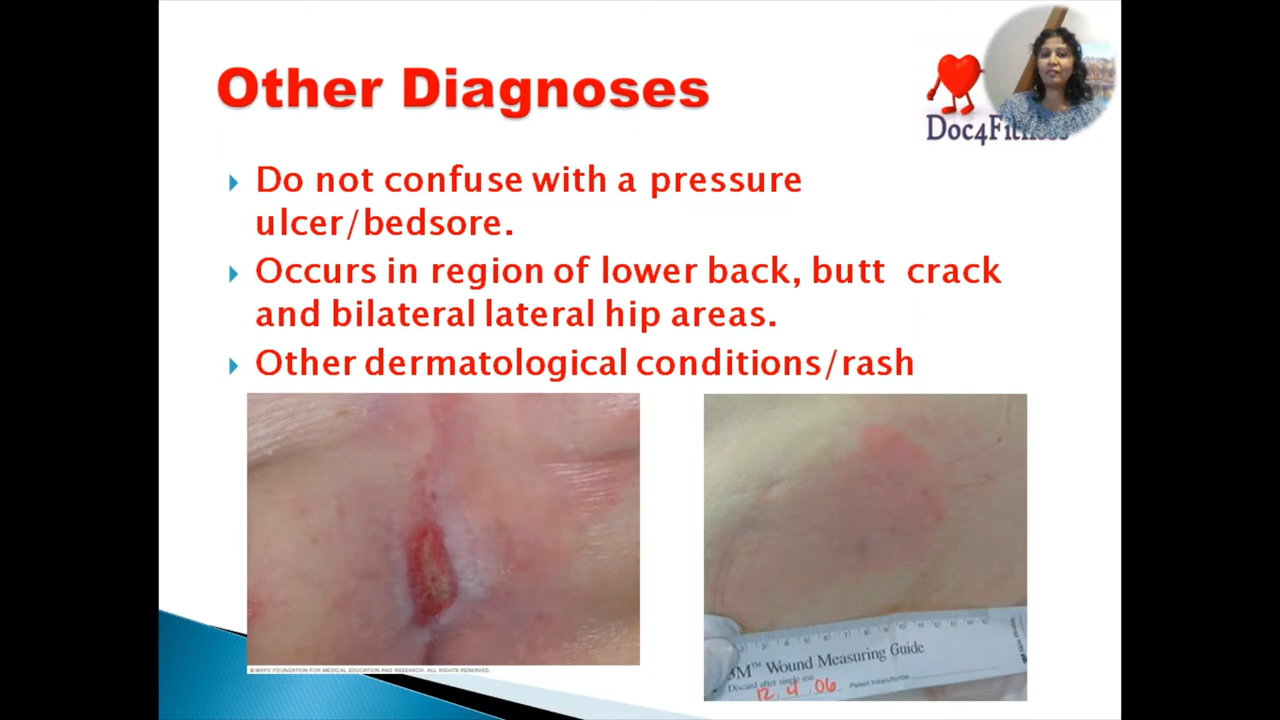 Other Diagnoses
Doc4Fitness
Do not confuse with a pressure
ulcer/bedsore.
Occurs in region of lower back, butt crack
and bilateral lateral hip areas.
Other dermatological conditions/rash
© MAYO FOUNDATION FOR MEDICAL EDUCATION AND RESEARCH. ALL RIGHTS RESERVED.
3M™ Wound Measuring Guide
Discard after single use
12.4.06